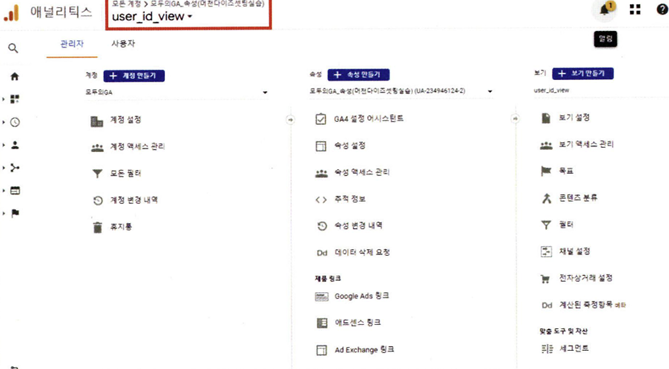 애널리틱스
모든 계정 > 모두의GA_속성(머천다이즈셋팅실습)
user_id_view
알림
관리자 사용자
계정 + 계정 만들기
모두의GA
계정 설정
계정 액세스 관리
모든 필터
계정 변경 내역
휴지통
속성 + 속성 만들기
모두의GA_속성(머천다이즈셋팅실습) (UA-234946124-2)
GA4 설정 어시스턴트
속성 설정
속성 액세스 관리
추적 정보
속성 변경 내역
Dd 데이터 삭제 요청
제품 링크
Google Ads 링크
애드센스 링크
Ad Exchange 링크
보기 + 보기 만들기
user_id_view
보기 설정
보기 액세스 관리
목표
콘텐츠 분류
필터
채널 설정
전자상거래 설정
Dd 계산된 측정항목 베타
맞춤 도구 및 자산
세그먼트